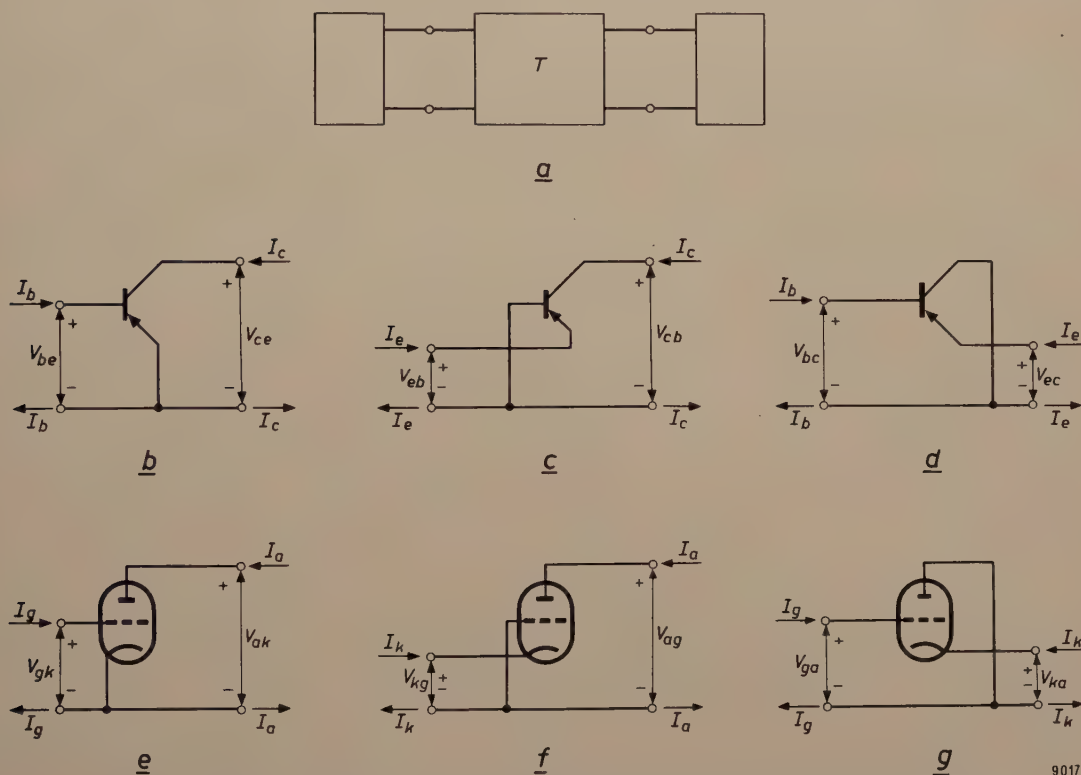 T
a
I_b
+
V_be
−
I_b
I_c
+
V_ce
−
I_c
b
I_e
+
V_eb
−
I_e
I_c
+
V_cb
−
I_c
c
I_b
+
V_bc
−
I_b
I_e
+
V_ec
−
I_e
d
I_g
+
V_gk
−
I_g
I_a
+
V_ak
−
I_a
e
I_k
+
V_kg
−
I_k
I_a
+
V_ag
−
I_a
f
I_g
+
V_ga
−
I_g
I_k
+
V_ka
−
I_k
g
9017